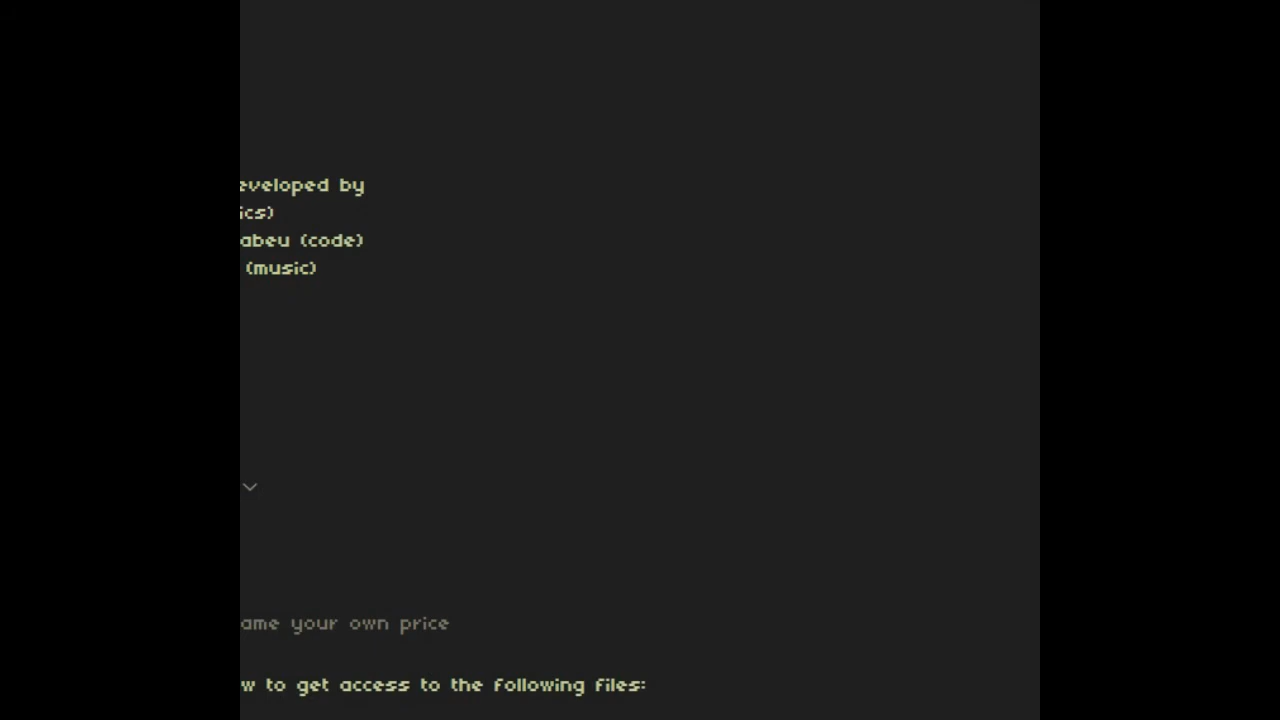 eveloped by
ics)
abeu (code)
(music)
ame your own price
w to get access to the following files: